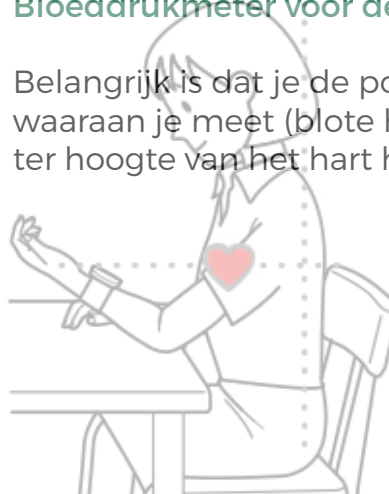 Bloeddrukmeter voor de
Belangrijk is dat je de po
waaraan je meet (blote
ter hoogte van het hart